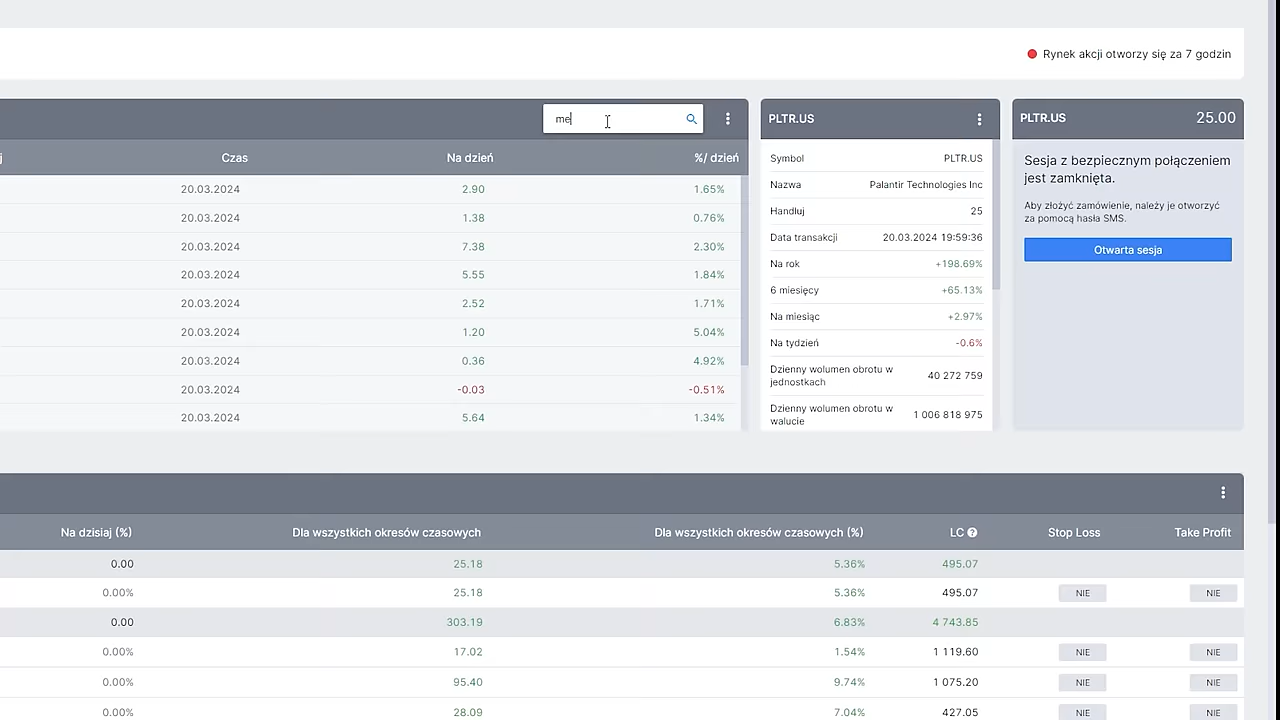 Rynek akcji otworzy się za 7 godzin
me
PLTR.US
PLTR.US 25.00
j Czas Na dzień %/ dzień
20.03.2024 2.90 1.65%
20.03.2024 1.38 0.76%
20.03.2024 7.38 2.30%
20.03.2024 5.55 1.84%
20.03.2024 2.52 1.71%
20.03.2024 1.20 5.04%
20.03.2024 0.36 4.92%
20.03.2024 -0.03 -0.51%
20.03.2024 5.64 1.34%
Symbol PLTR.US
Nazwa Palantir Technologies Inc
Handluj 25
Data transakcji 20.03.2024 19:59:36
Na rok +198.69%
6 miesięcy +65.13%
Na miesiąc +2.97%
Na tydzień -0.6%
Dzienny wolumen obrotu w
jednostkach 40 272 759
Dzienny wolumen obrotu w
walucie 1 006 818 975
Sesja z bezpiecznym połączeniem
jest zamknięta.
Aby złożyć zamówienie, należy je otworzyć
za pomocą hasła SMS.
Otwarta sesja
Na dzisiaj (%) Dla wszystkich okresów czasowych Dla wszystkich okresów czasowych (%) LC ? Stop Loss Take Profit
0.00 25.18 5.36% 495.07
0.00% 25.18 5.36% 495.07 NIE NIE
0.00 303.19 6.83% 4 743.85
0.00% 17.02 1.54% 1 119.60 NIE NIE
0.00% 95.40 9.74% 1 075.20 NIE NIE
0.00% 28.09 7.04% 427.05 NIE NIE